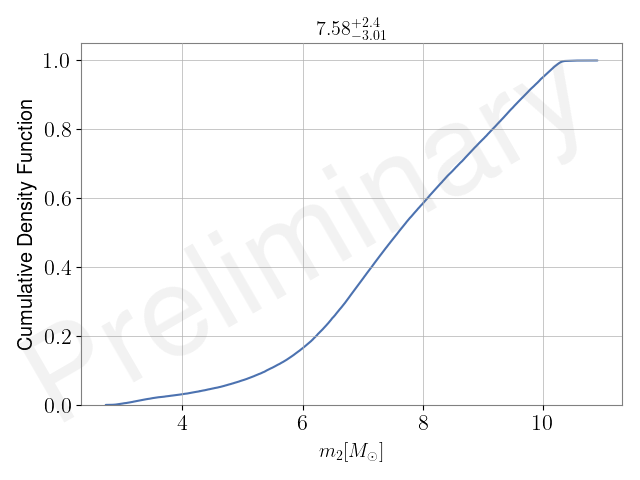 7.58^{+2.4}_{-3.01}
1.0
0.8
0.6
0.4
0.2
0.0
Cumulative Density Function
Preliminary
4 6 8 10
m_2[M_⊙]